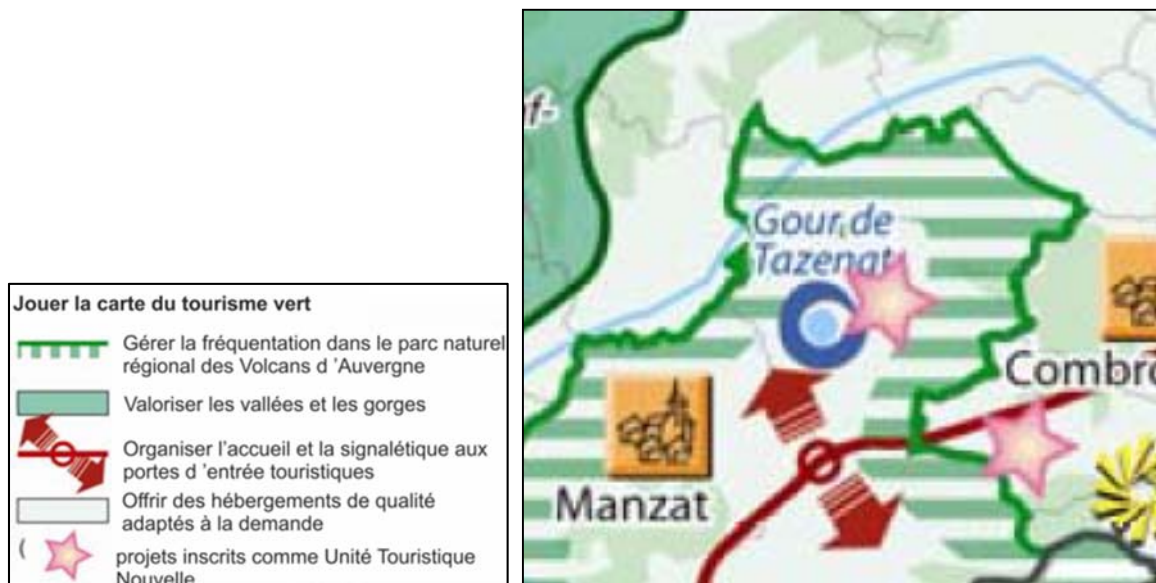 Jouer la carte du tourisme vert
Gérer la fréquentation dans le parc naturel
régional des Volcans d 'Auvergne
Valoriser les vallées et les gorges
Organiser l'accueil et la signalétique aux
portes d 'entrée touristiques
Offrir des hébergements de qualité
adaptés à la demande
(
projets inscrits comme Unité Touristique
Nouvelle
f-
Gour de
Tazenat
Combro
Manzat